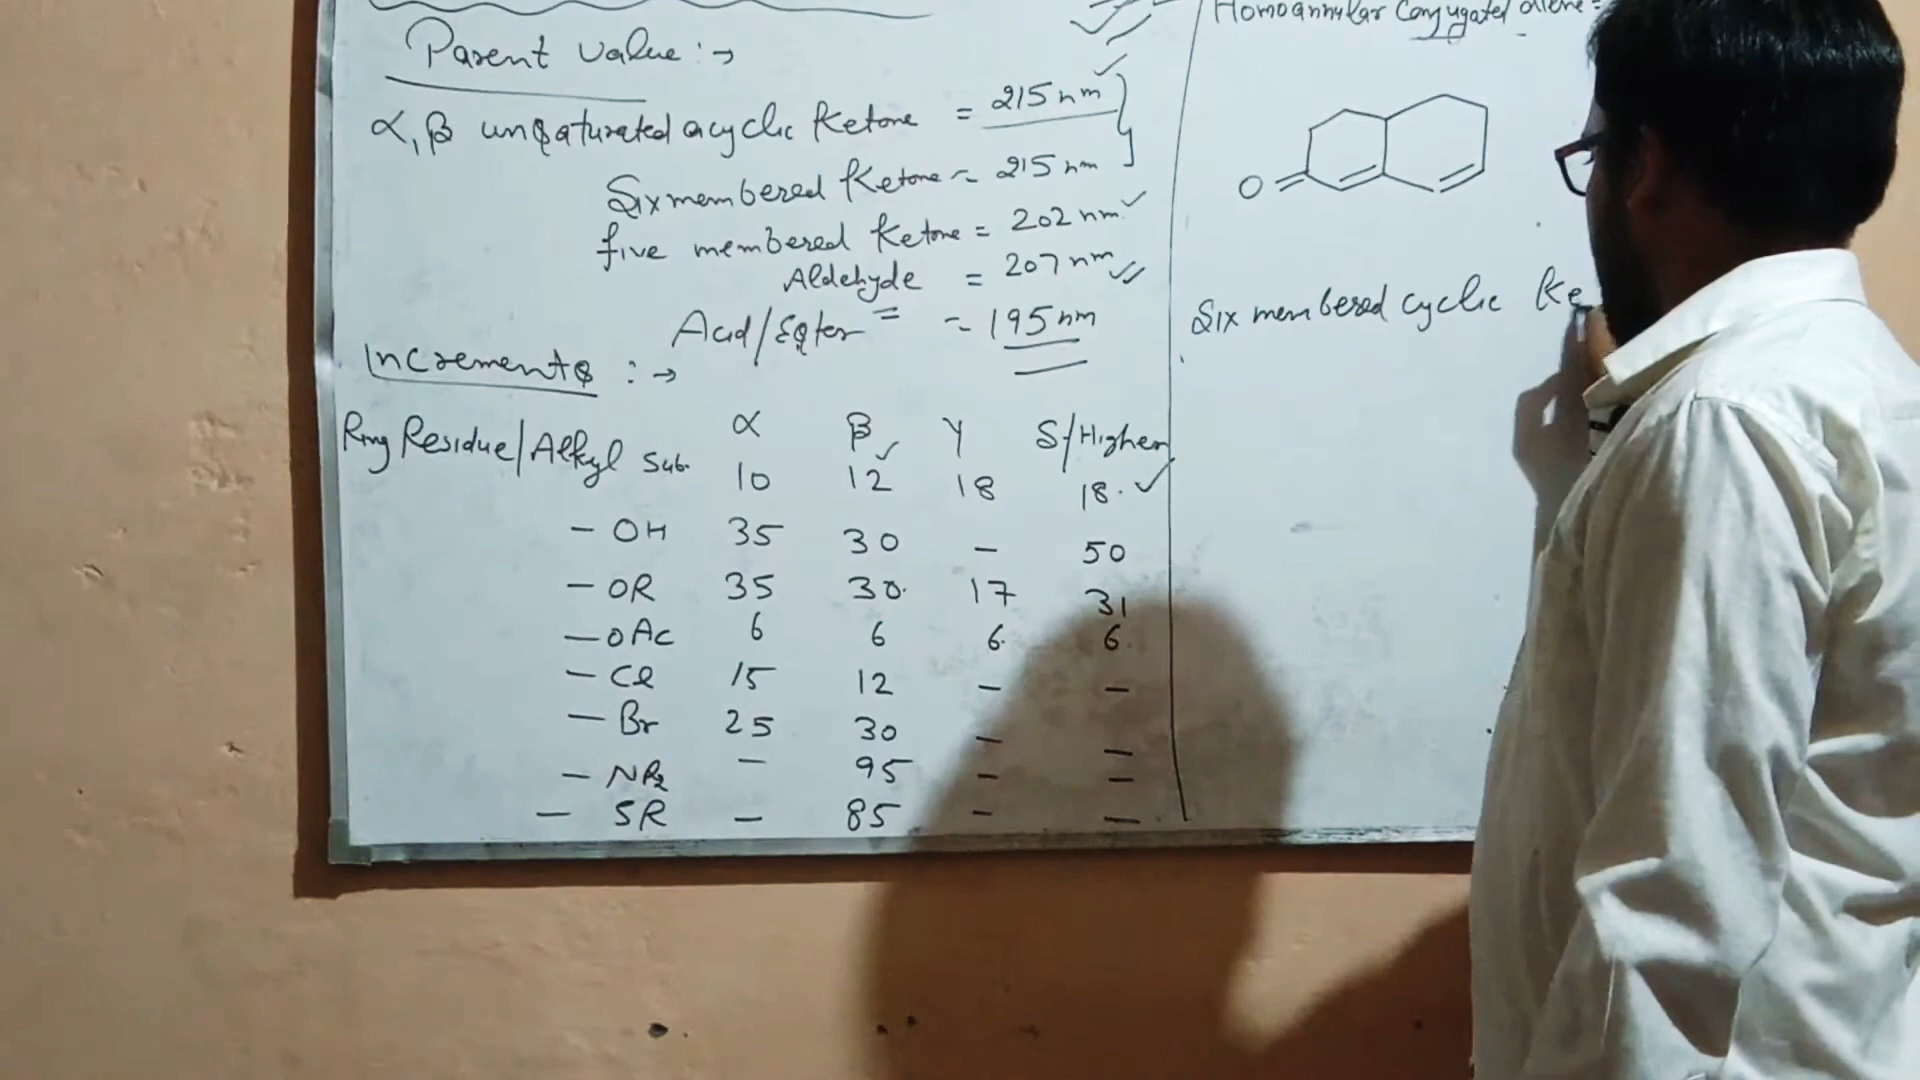 Parent value :→
α, β unsaturated acyclic Ketone = 215 nm
Six membered Ketone = 215 nm
five membered Ketone = 202 nm
Aldehyde = 207 nm
Acid/Ester = 195 nm
Increments :→
α β γ δ/Higher
Ring Residue/Alkyl Sub. 10 12 18 18.
- OH 35 30 - 50
- OR 35 30. 17 31
- OAc 6 6 6. 6.
- Cl 15 12 - -
- Br 25 30 - -
- NR₂ - 95 - -
- SR - 85 - -
Homoannular Conjugated diene =
O
Six membered cyclic Ke